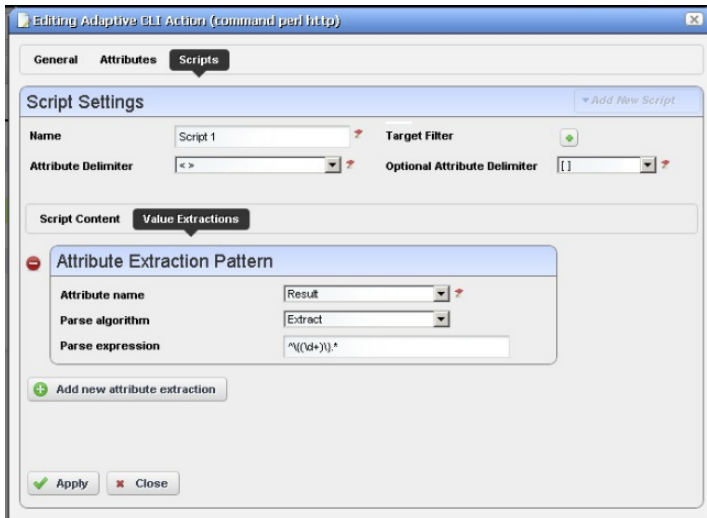 Editing Adaptive CLI Action (command perl http)
General Attributes Scripts
Script Settings Add New Script
Name Script 1 Target Filter
Attribute Delimiter < > Optional Attribute Delimiter [ ]
Script Content Value Extractions
Attribute Extraction Pattern
Attribute name Result
Parse algorithm Extract
Parse expression ^\{(\d+)\}.*
Add new attribute extraction
Apply Close